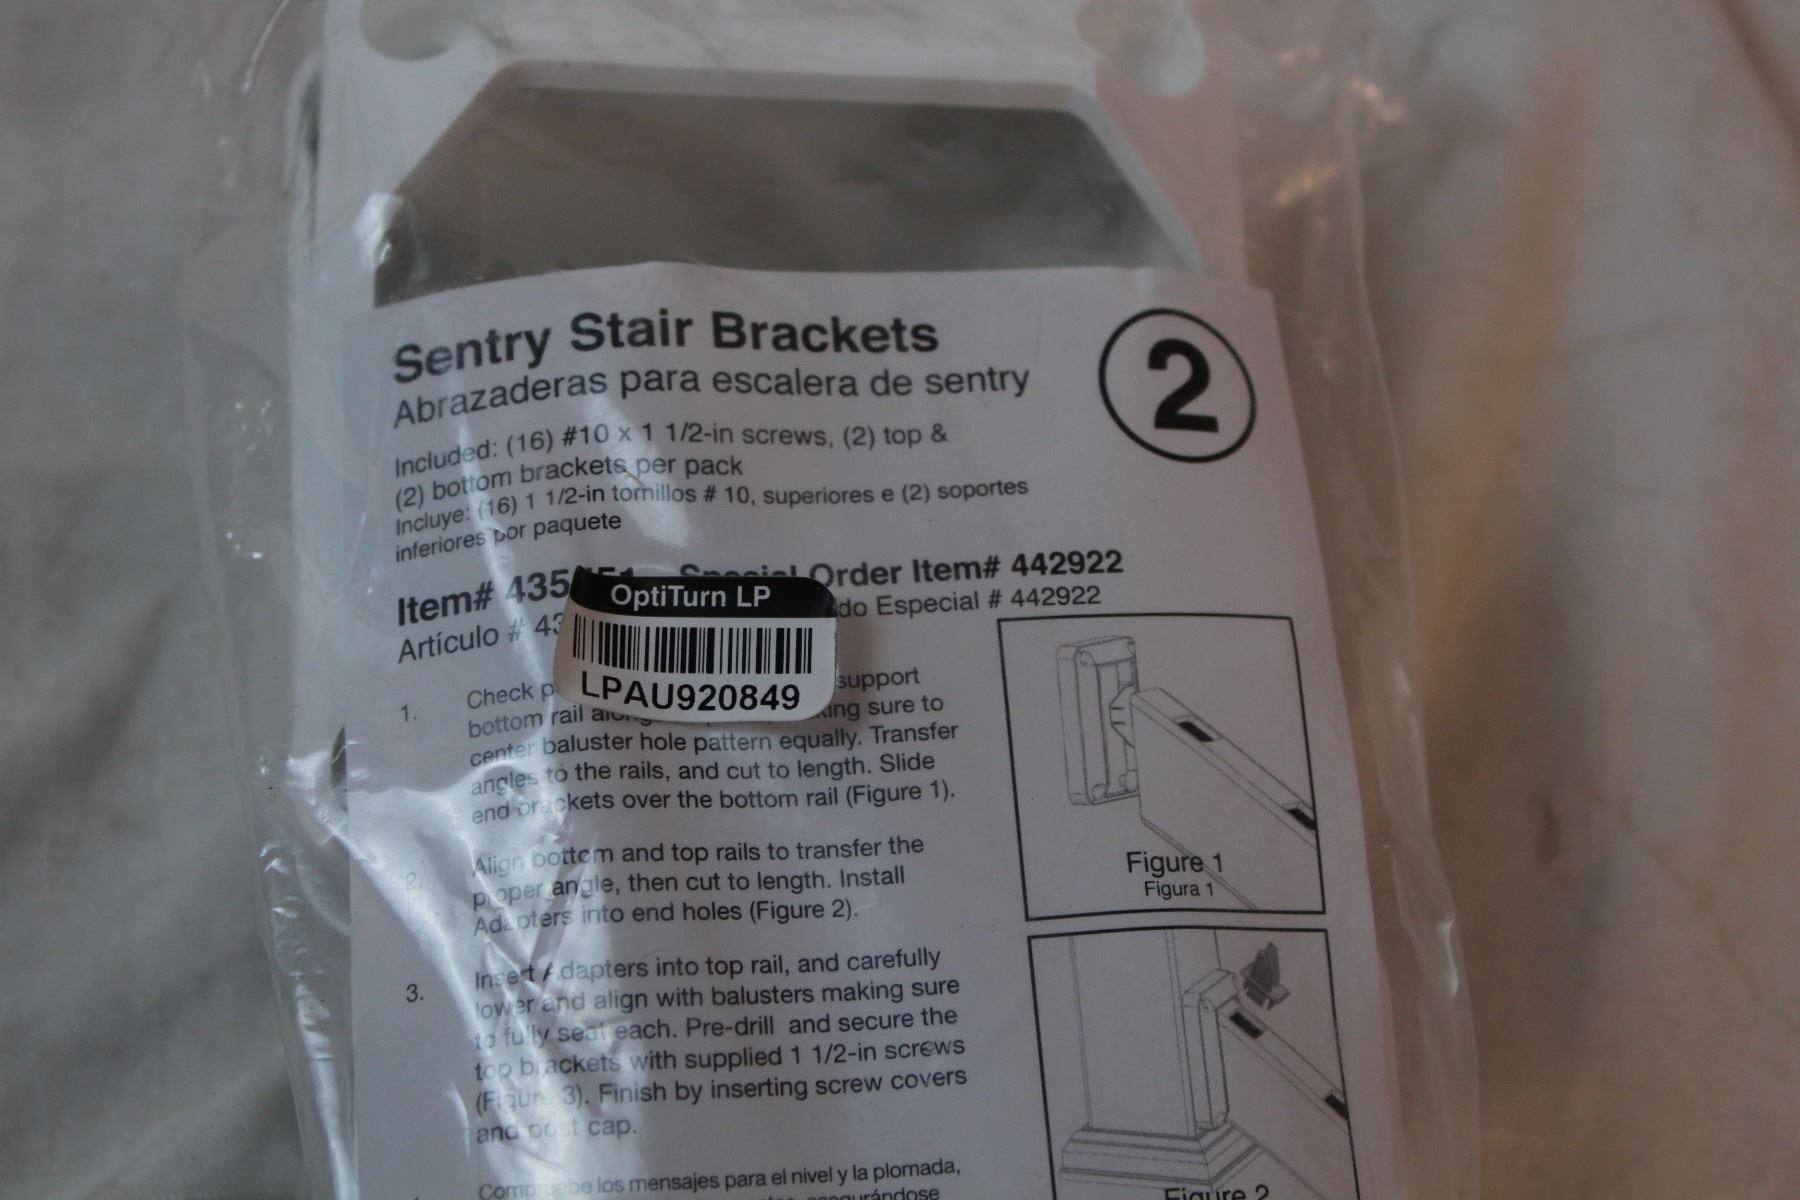 Sentry Stair Brackets
Abrazaderas para escalera de sentry
2
Included: (16) #10 x 1 1/2-in screws, (2) top &
(2) bottom brackets per pack
Incluye: (16) 1 1/2-in tornillos # 10, superiores e (2) soportes
inferiores por paquete
Item# Special Order Item# 442922
Artículo # Especial # 442922
OptiTurn LP
LPAU920849
1. Check support
bottom rail making sure to
center baluster hole pattern equally. Transfer
angles to the rails, and cut to length. Slide
end brackets over the bottom rail (Figure 1).
2. Align bottom and top rails to transfer the
proper angle, then cut to length. Install
Adapters into end holes (Figure 2).
3. Insert Adapters into top rail, and carefully
lower and align with balusters making sure
to fully seat each. Pre-drill and secure the
top brackets with supplied 1 1/2-in screws
(Figure 3). Finish by inserting screw covers
and post cap.
Compruebe los mensajes para el nivel y la plomada,
asegurándose
Figure 1
Figura 1
Figure 2